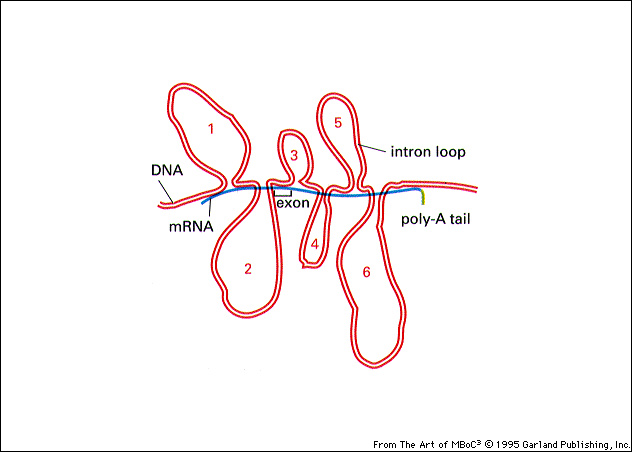 1
5
3
intron loop
DNA
exon
mRNA
poly-A tail
4
2
6
From The Art of MBoC³ © 1995 Garland Publishing, Inc.